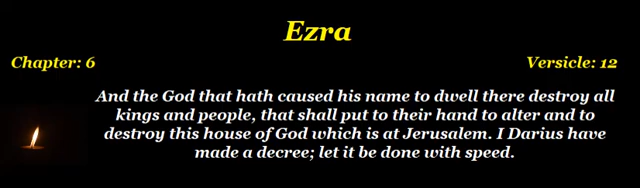 Ezra
Chapter: 6 Versicle: 12
And the God that hath caused his name to dwell there destroy all
kings and people, that shall put to their hand to alter and to
destroy this house of God which is at Jerusalem. I Darius have
made a decree; let it be done with speed.